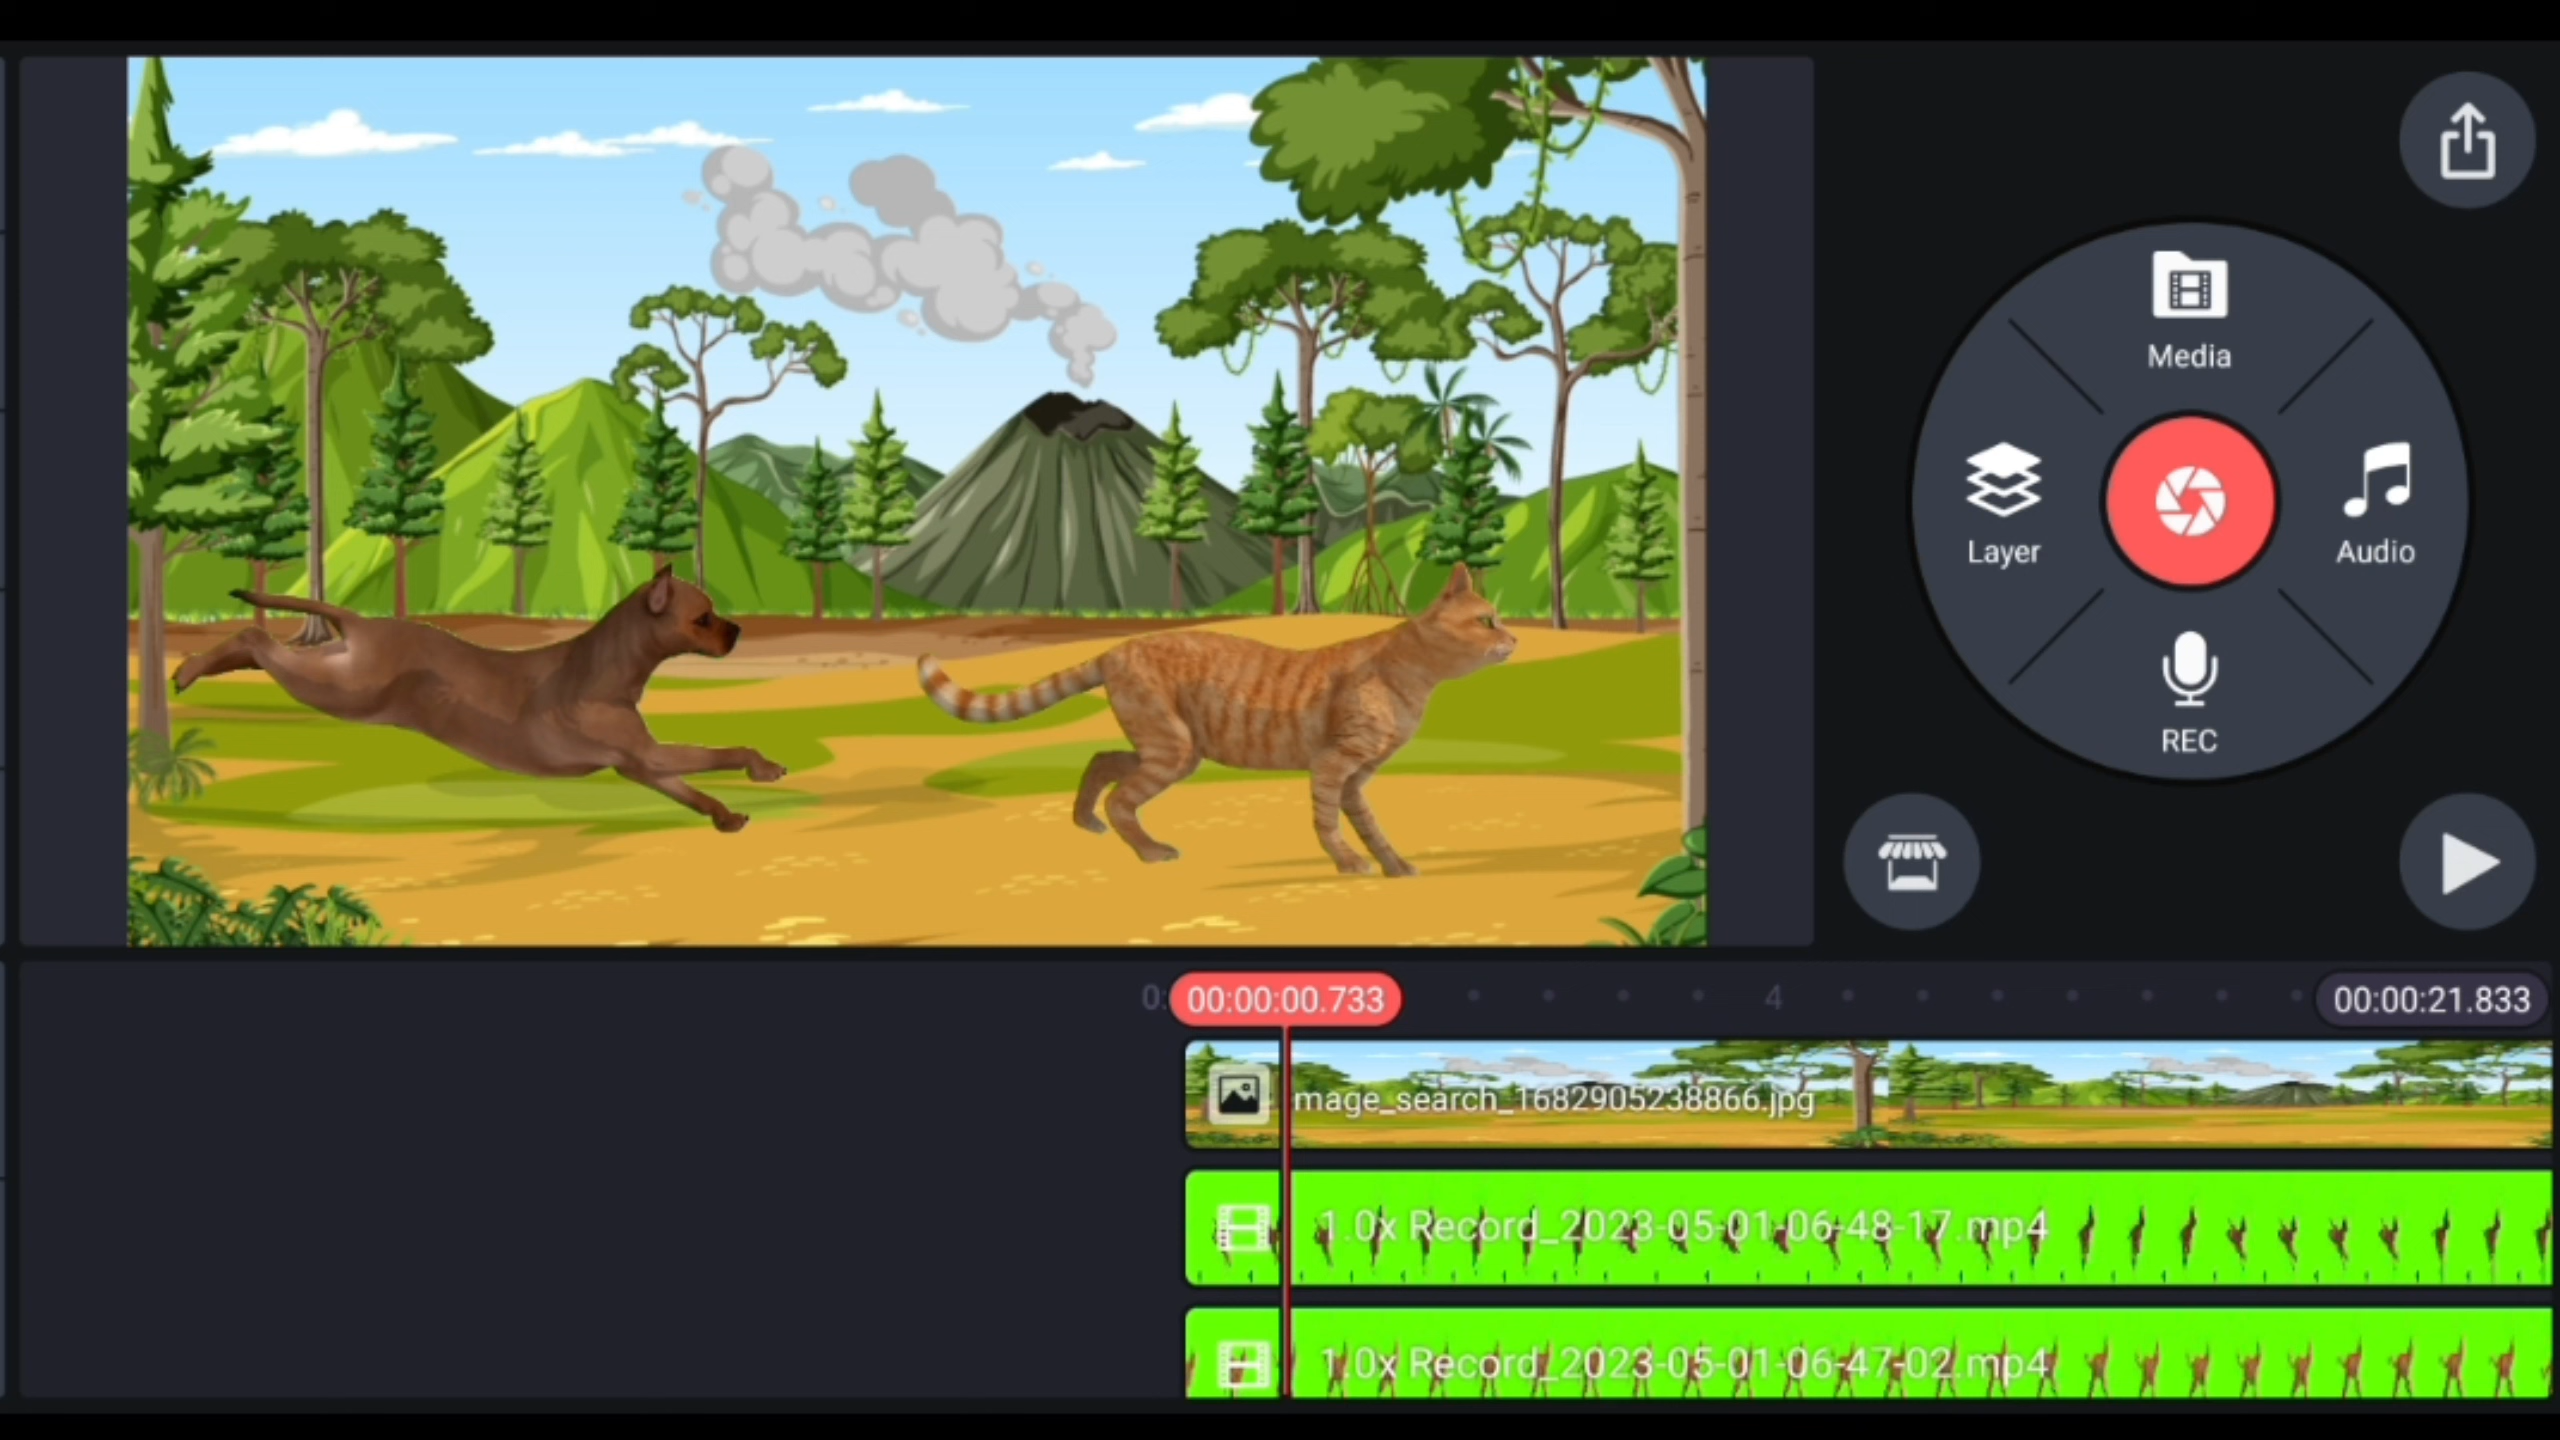 Media
Layer
Audio
REC
00:00:00.733
4
00:00:21.833
mage_search_1682905238866.jpg
1.0x Record_2023-05-01-06-48-17.mp4
1.0x Record_2023-05-01-06-47-02.mp4